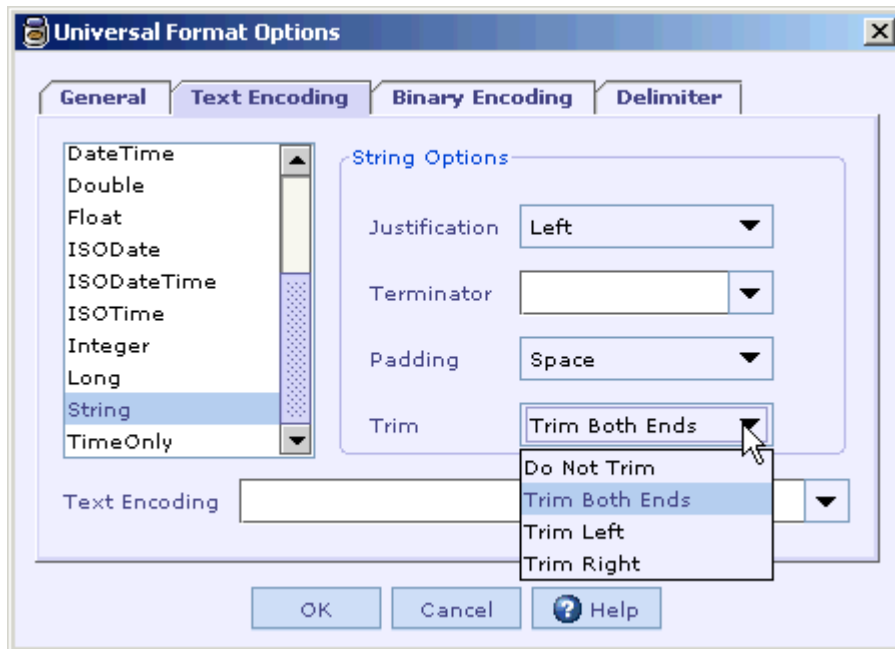 Universal Format Options
General Text Encoding Binary Encoding Delimiter
DateTime
Double
Float
ISODate
ISODateTime
ISOTime
Integer
Long
String
TimeOnly
String Options
Justification Left
Terminator
Padding Space
Trim Trim Both Ends
Do Not Trim
Trim Both Ends
Trim Left
Trim Right
Text Encoding
OK Cancel ? Help